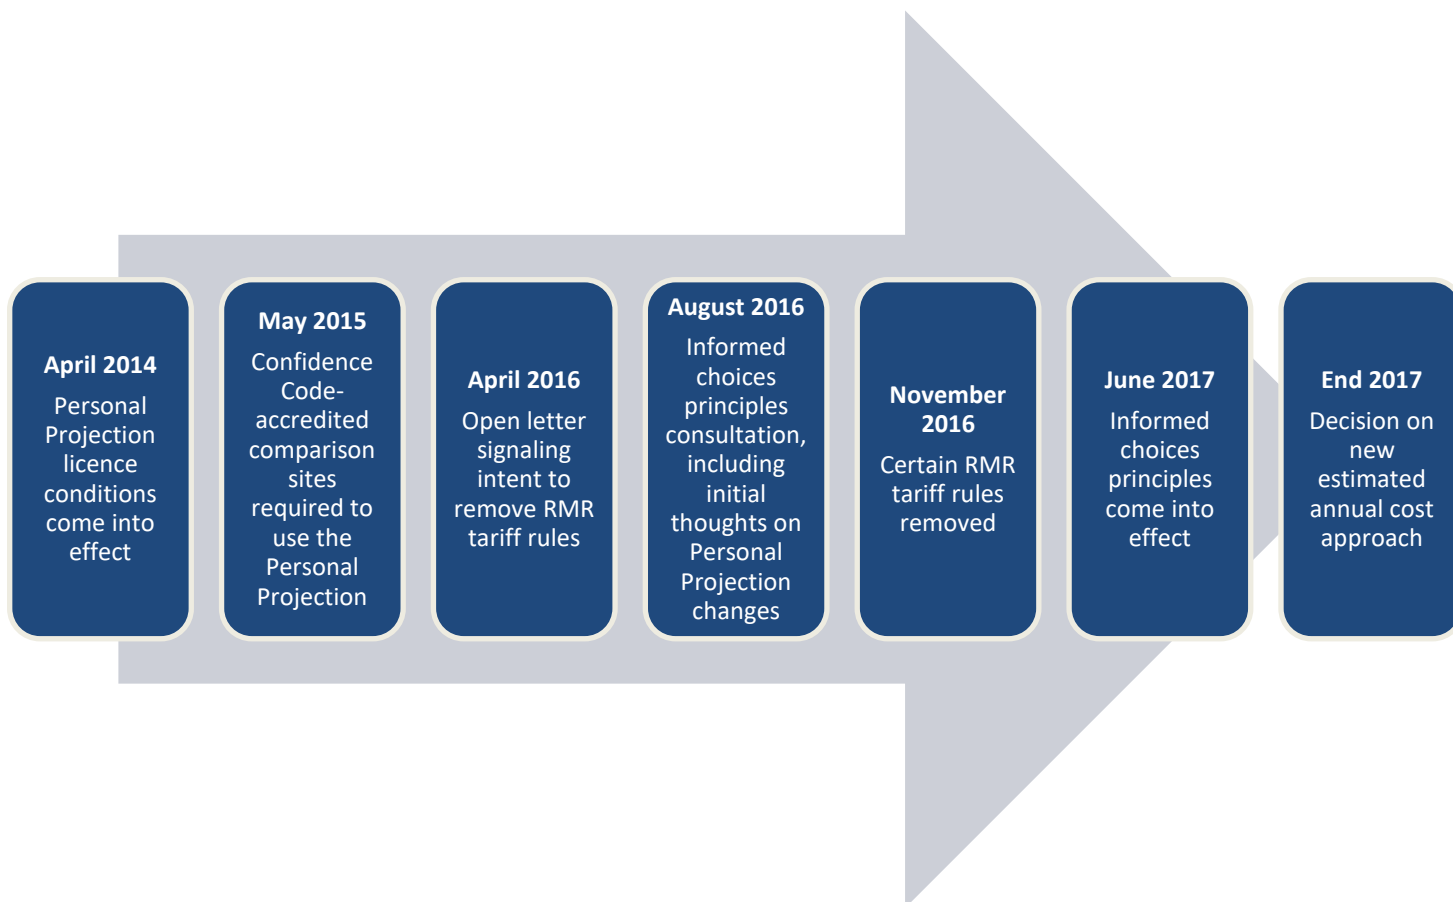 April 2014
Personal
Projection
licence
conditions
come into
effect
May 2015
Confidence
Code-
accredited
comparison
sites
required to
use the
Personal
Projection
April 2016
Open letter
signaling
intent to
remove RMR
tariff rules
August 2016
Informed
choices
principles
consultation,
including
initial
thoughts on
Personal
Projection
changes
November
2016
Certain RMR
tariff rules
removed
June 2017
Informed
choices
principles
come into
effect
End 2017
Decision on
new
estimated
annual cost
approach